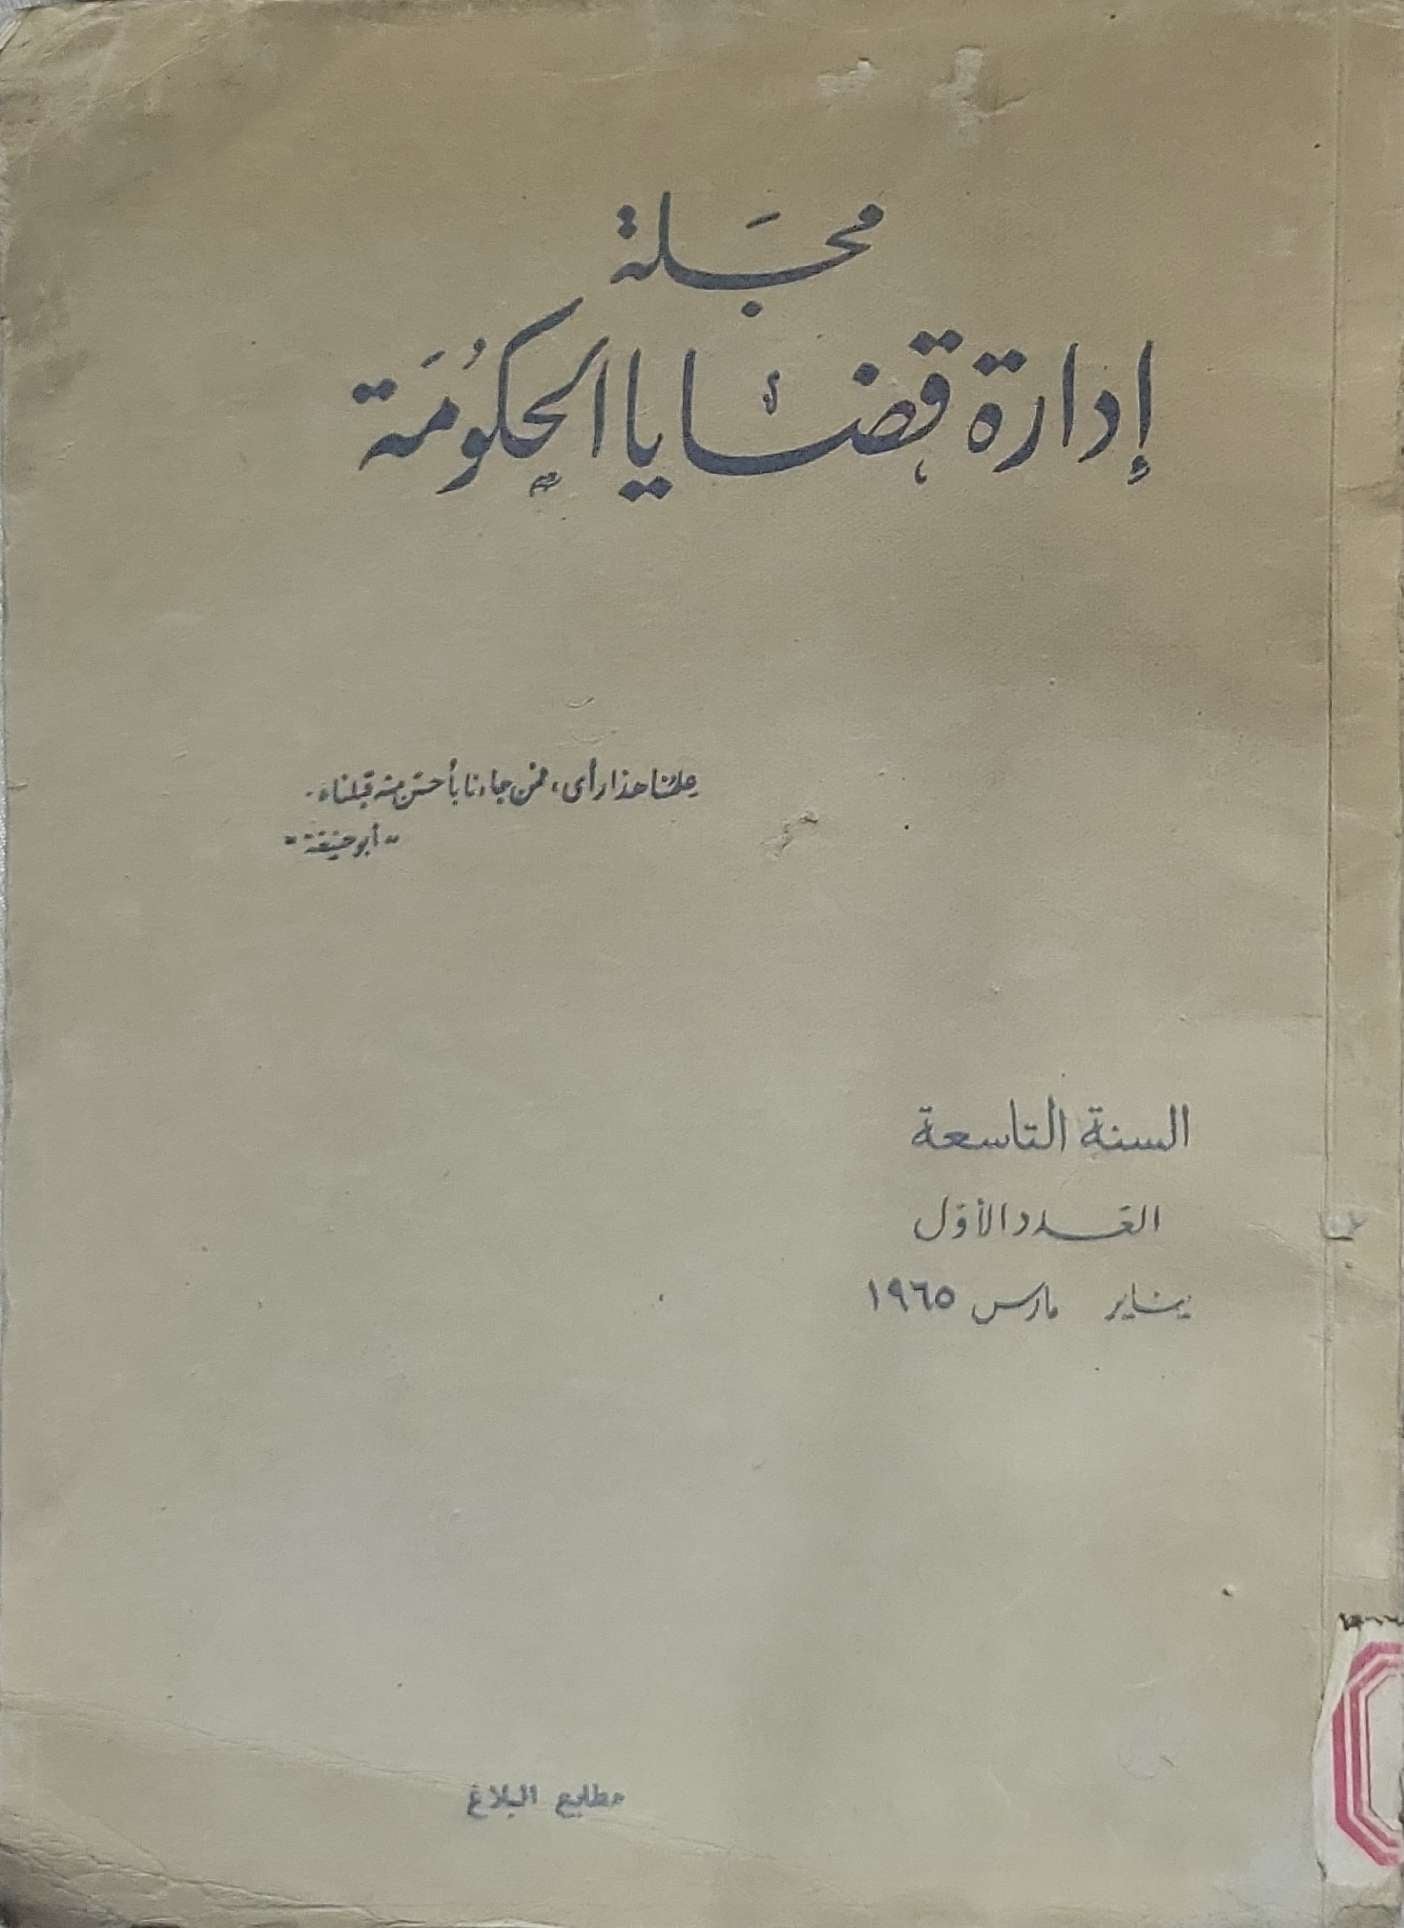 مجلة
إدارة قضايا الحكومة
علمنا هذا رأى، فمن جاءنا بأحسن منه قبلناه.
"أبو حنيفة"
السنة التاسعة
العدد الأول
يناير مارس ١٩٦٥
مطابع البلاغ